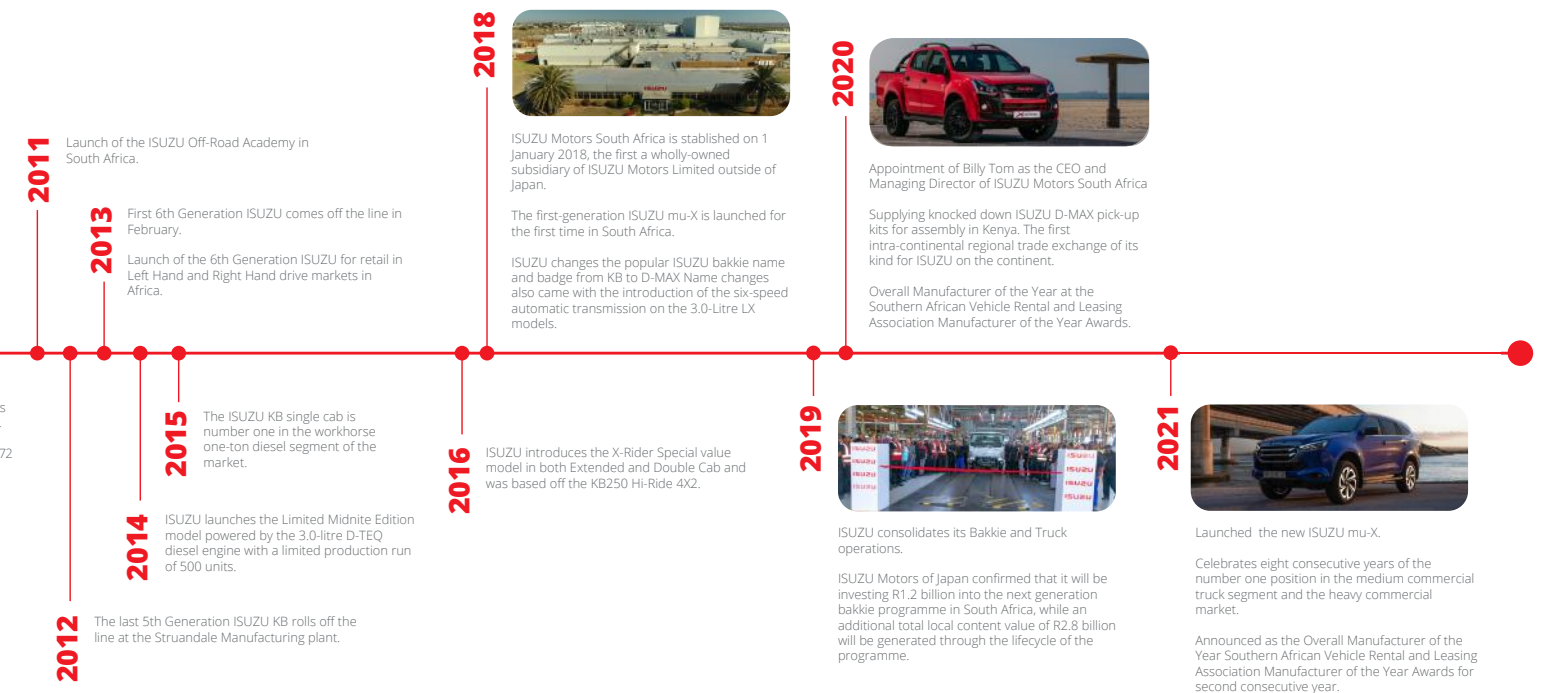 2011
Launch of the ISUZU Off-Road Academy in
South Africa.
2013
First 6th Generation ISUZU comes off the line in
February.
Launch of the 6th Generation ISUZU for retail in
Left Hand and Right Hand drive markets in
Africa.
2018
ISUZU
ISUZU Motors South Africa is stablished on 1
January 2018, the first a wholly-owned
subsidiary of ISUZU Motors Limited outside of
Japan.
The first-generation ISUZU mu-X is launched for
the first time in South Africa.
ISUZU changes the popular ISUZU bakkie name
and badge from KB to D-MAX Name changes
also came with the introduction of the six-speed
automatic transmission on the 3.0-Litre LX
models.
2020
ISUZU
Appointment of Billy Tom as the CEO and
Managing Director of ISUZU Motors South Africa
Supplying knocked down ISUZU D-MAX pick-up
kits for assembly in Kenya. The first
intra-continental regional trade exchange of its
kind for ISUZU on the continent.
Overall Manufacturer of the Year at the
Southern African Vehicle Rental and Leasing
Association Manufacturer of the Year Awards.
s
72
2012
The last 5th Generation ISUZU KB rolls off the
line at the Struandale Manufacturing plant.
2014
ISUZU launches the Limited Midnite Edition
model powered by the 3.0-litre D-TEQ
diesel engine with a limited production run
of 500 units.
2015
The ISUZU KB single cab is
number one in the workhorse
one-ton diesel segment of the
market.
2016
ISUZU introduces the X-Rider Special value
model in both Extended and Double Cab and
was based off the KB250 Hi-Ride 4X2.
2019
ISUZU
ISUZU
ISUZU
ISUZU
ISUZU
ISUZU
ISUZU consolidates its Bakkie and Truck
operations.
ISUZU Motors of Japan confirmed that it will be
investing R1.2 billion into the next generation
bakkie programme in South Africa, while an
additional total local content value of R2.8 billion
will be generated through the lifecycle of the
programme.
2021
Launched the new ISUZU mu-X.
Celebrates eight consecutive years of the
number one position in the medium commercial
truck segment and the heavy commercial
market.
Announced as the Overall Manufacturer of the
Year Southern African Vehicle Rental and Leasing
Association Manufacturer of the Year Awards for
second consecutive year.